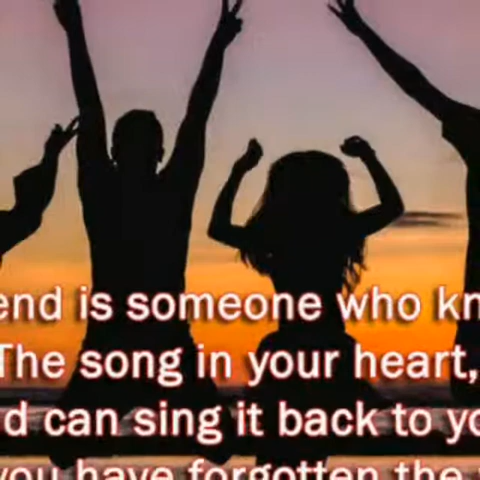 end is someone who kn
The song in your heart,
d can sing it back to yo
you have forgotten the